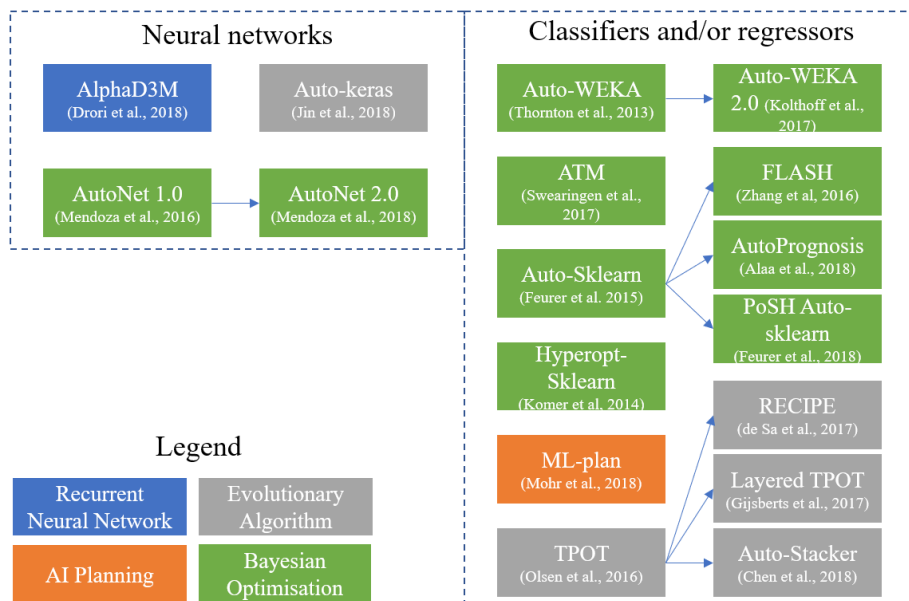 Neural networks
AlphaD3M
(Drori et al., 2018)
Auto-keras
(Jin et al., 2018)
AutoNet 1.0
(Mendoza et al., 2016)
AutoNet 2.0
(Mendoza et al., 2018)
Classifiers and/or regressors
Auto-WEKA
(Thornton et al., 2013)
Auto-WEKA
2.0 (Kolthoff et al.,
2017)
ATM
(Swearingen et al.,
2017)
FLASH
(Zhang et al, 2016)
Auto-Sklearn
(Feurer et al. 2015)
AutoPrognosis
(Alaa et al., 2018)
PoSH Auto-
sklearn
(Feurer et al., 2018)
Hyperopt-
Sklearn
(Komer et al, 2014)
RECIPE
(de Sa et al., 2017)
ML-plan
(Mohr et al., 2018)
Layered TPOT
(Gijsberts et al., 2017)
TPOT
(Olsen et al., 2016)
Auto-Stacker
(Chen et al., 2018)
Legend
Recurrent
Neural Network
Evolutionary
Algorithm
AI Planning
Bayesian
Optimisation